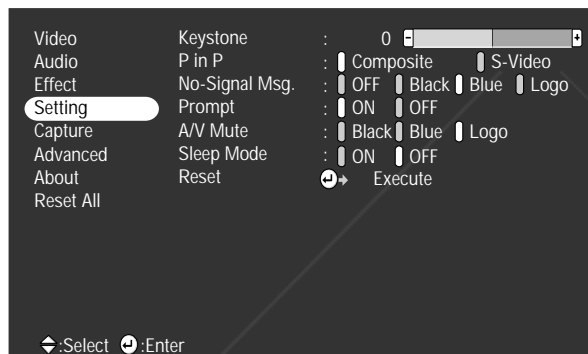 Video Keystone : 0 - +
Audio P in P : Composite S-Video
Effect No-Signal Msg. : OFF Black Blue Logo
Setting Prompt : ON OFF
Capture A/V Mute : Black Blue Logo
Advanced Sleep Mode : ON OFF
About Reset Execute
Reset All
:Select :Enter